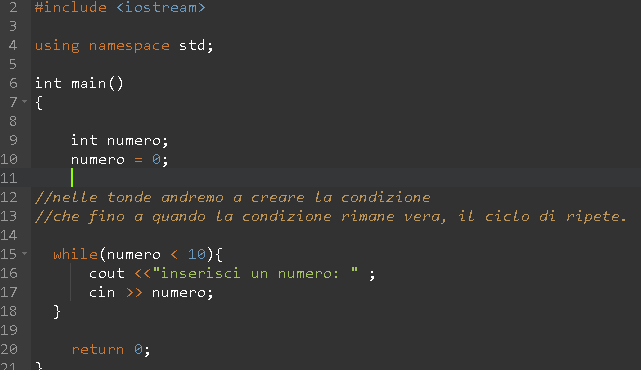 2 #include <iostream>
3
4 using namespace std;
5
6 int main()
7 {
8
9 int numero;
10 numero = 0;
11
12 //nelle tonde andremo a creare la condizione
13 //che fino a quando la condizione rimane vera, il ciclo di ripete.
14
15 while(numero < 10){
16 cout <<"inserisci un numero: " ;
17 cin >> numero;
18 }
19
20 return 0;
21 }